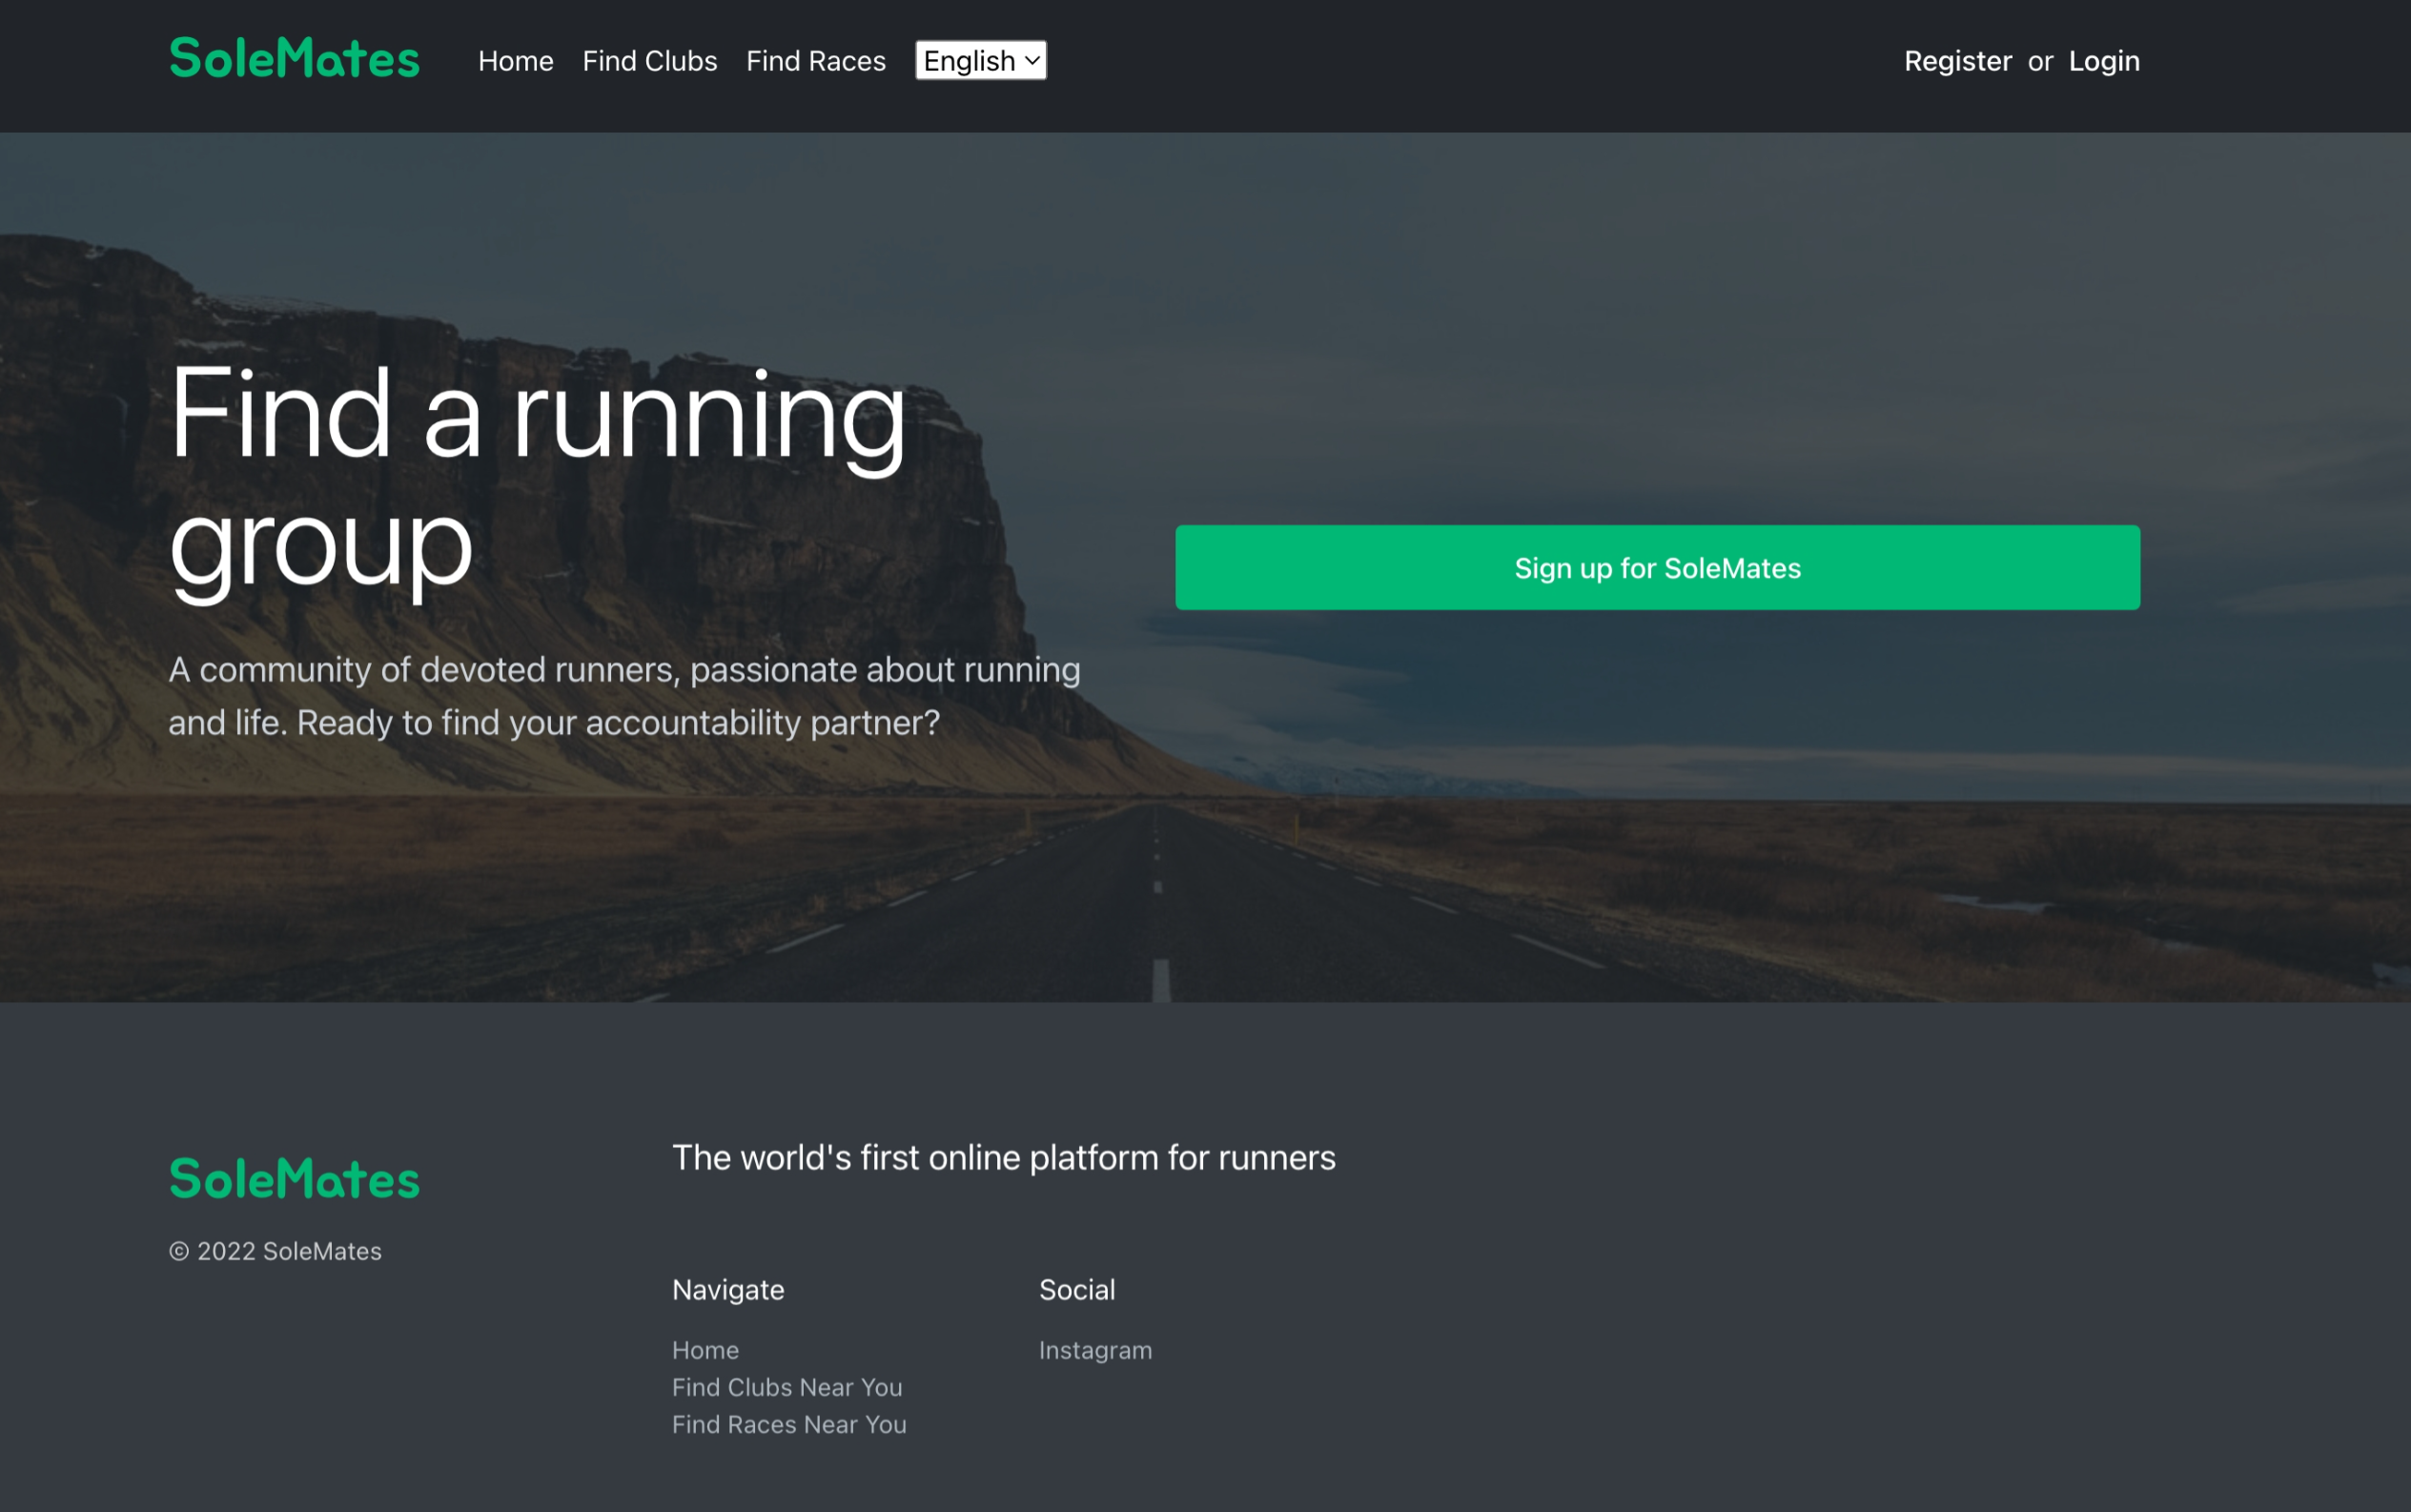 SoleMates Home Find Clubs Find Races English Register or Login
Find a running
group
Sign up for SoleMates
A community of devoted runners, passionate about running
and life. Ready to find your accountability partner?
SoleMates
© 2022 SoleMates
The world's first online platform for runners
Navigate
Home
Find Clubs Near You
Find Races Near You
Social
Instagram